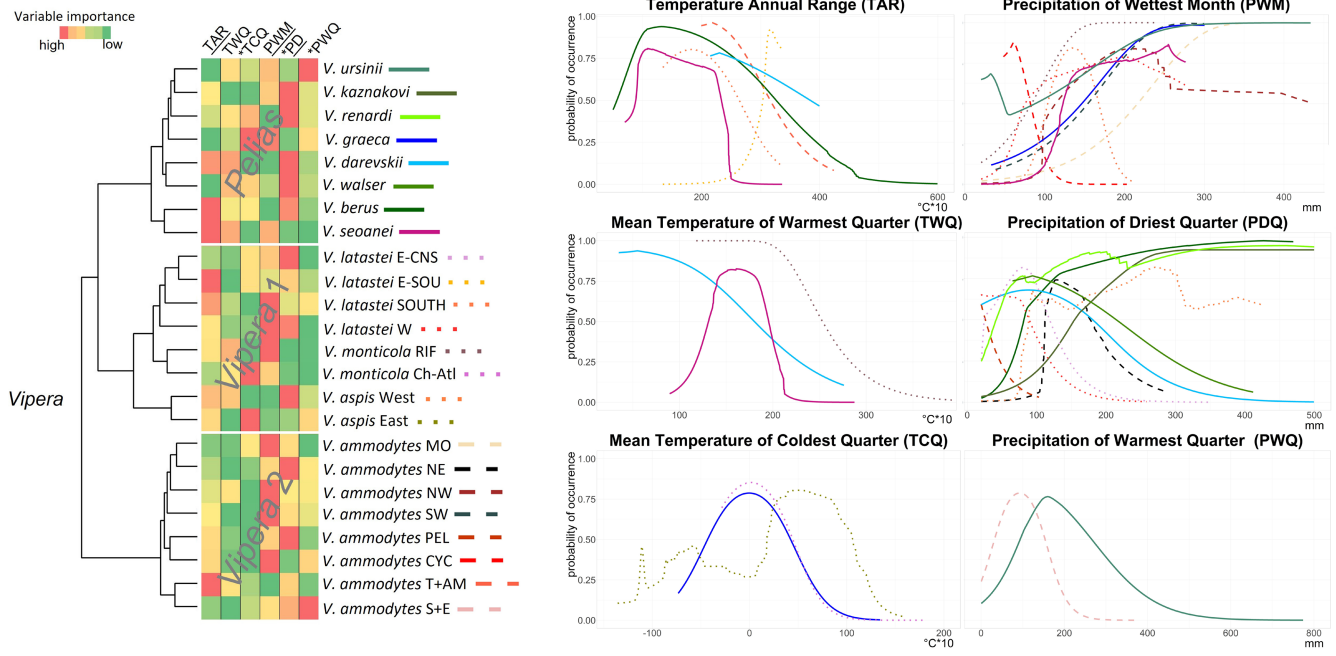 Variable importance
high low
TAR TWQ *TCQ PWM *PD *PWQ
V. ursinii
V. kaznakovi
V. renardi
V. graeca
V. darevskii
V. walser
V. berus
V. seoanei
Pelias
V. latastei E-CNS
V. latastei E-SOU
V. latastei SOUTH
V. latastei W
V. monticola RIF
V. monticola Ch-Atl
V. aspis West
V. aspis East
Vipera 1
Vipera
V. ammodytes MO
V. ammodytes NE
V. ammodytes NW
V. ammodytes SW
V. ammodytes PEL
V. ammodytes CYC
V. ammodytes T+AM
V. ammodytes S+E
Vipera 2
Temperature Annual Range (TAR)
probability of occurrence
1.00
0.75
0.50
0.25
0.00
200 400 600
°C*10
Precipitation of Wettest Month (PWM)
0 100 200 300 400
mm
Mean Temperature of Warmest Quarter (TWQ)
probability of occurrence
1.00
0.75
0.50
0.25
0.00
100 200 300
°C*10
Precipitation of Driest Quarter (PDQ)
0 100 200 300 400 500
mm
Mean Temperature of Coldest Quarter (TCQ)
probability of occurrence
1.00
0.75
0.50
0.25
0.00
-100 0 100 200
°C*10
Precipitation of Warmest Quarter (PWQ)
0 200 400 600 800
mm